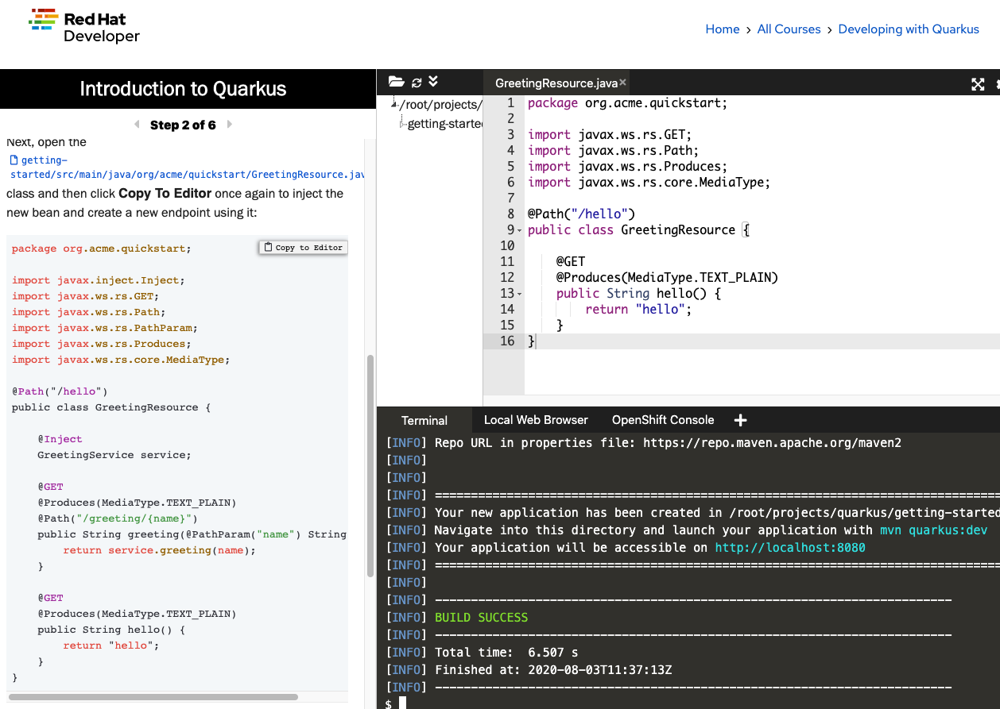 Red Hat
Developer
Home › All Courses › Developing with Quarkus
Introduction to Quarkus
Step 2 of 6
Next, open the
getting-
started/src/main/java/org/acme/quickstart/GreetingResource.jav
class and then click Copy To Editor once again to inject the
new bean and create a new endpoint using it:
Copy to Editor
package org.acme.quickstart;
import javax.inject.Inject;
import javax.ws.rs.GET;
import javax.ws.rs.Path;
import javax.ws.rs.PathParam;
import javax.ws.rs.Produces;
import javax.ws.rs.core.MediaType;
@Path("/hello")
public class GreetingResource {
@Inject
GreetingService service;
@GET
@Produces(MediaType.TEXT_PLAIN)
@Path("/greeting/{name}")
public String greeting(@PathParam("name") String
return service.greeting(name);
}
@GET
@Produces(MediaType.TEXT_PLAIN)
public String hello() {
return "hello";
}
}
/root/projects/
getting-started
GreetingResource.java×
1 package org.acme.quickstart;
2
3 import javax.ws.rs.GET;
4 import javax.ws.rs.Path;
5 import javax.ws.rs.Produces;
6 import javax.ws.rs.core.MediaType;
7
8 @Path("/hello")
9 public class GreetingResource {
10
11 @GET
12 @Produces(MediaType.TEXT_PLAIN)
13 public String hello() {
14 return "hello";
15 }
16 }
Terminal Local Web Browser OpenShift Console +
[INFO] Repo URL in properties file: https://repo.maven.apache.org/maven2
[INFO]
[INFO]
[INFO] ========================================================================
[INFO] Your new application has been created in /root/projects/quarkus/getting-started
[INFO] Navigate into this directory and launch your application with mvn quarkus:dev
[INFO] Your application will be accessible on http://localhost:8080
[INFO] ========================================================================
[INFO]
[INFO] ------------------------------------------------------------------------
[INFO] BUILD SUCCESS
[INFO] ------------------------------------------------------------------------
[INFO] Total time:  6.507 s
[INFO] Finished at: 2020-08-03T11:37:13Z
[INFO] ------------------------------------------------------------------------
$